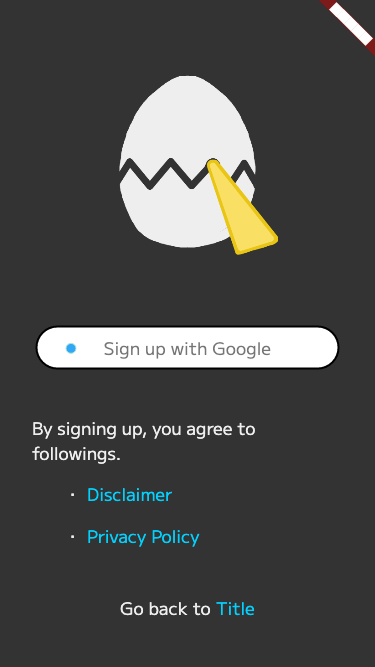 Sign up with Google
By signing up, you agree to
followings.
・ Disclaimer
・ Privacy Policy
Go back to Title